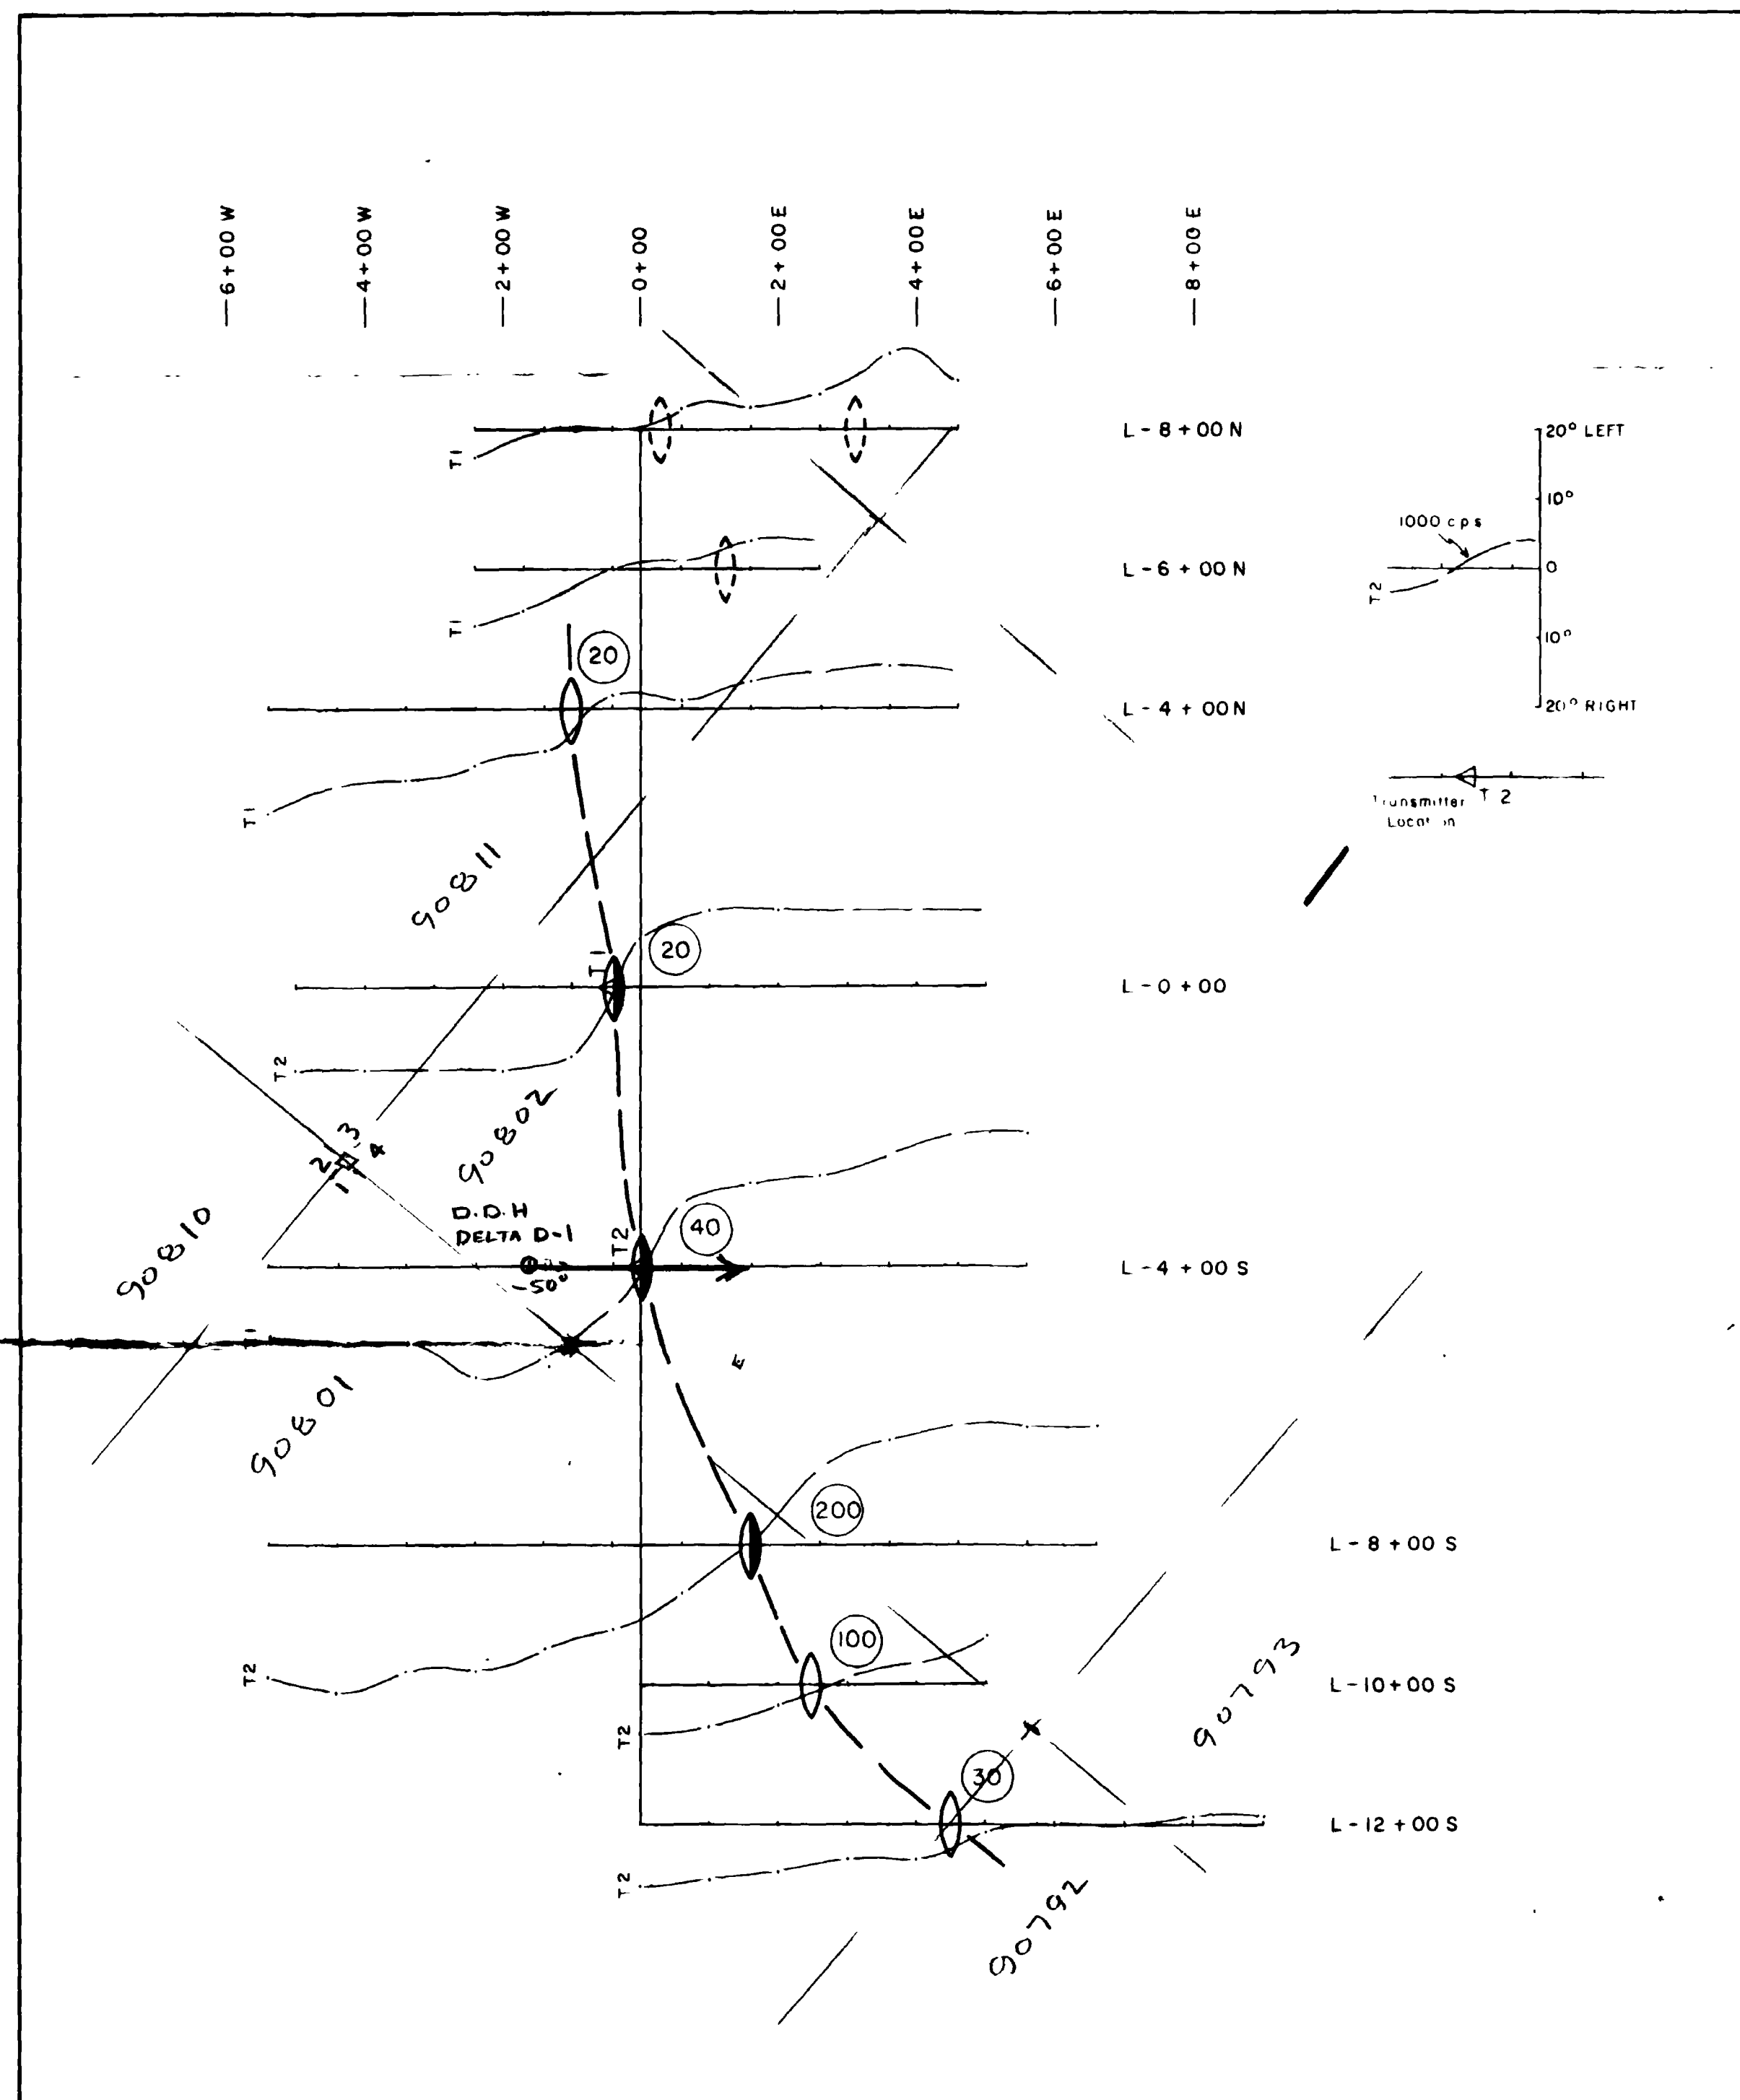 6+00 W
4+00 W
2+00 W
0+00
2+00 E
4+00 E
6+00 E
8+00 E
T1
L - 8 + 00 N
20° LEFT
10°
1000 cps
0
T2
10°
20° RIGHT
T1
L - 6 + 00 N
20
L - 4 + 00 N
T1
Transmitter T 2
Location
90811
T1
20
L - 0 + 00
T2
90802
3
4
2
1
D.D.H
DELTA D-1
-50°
T2
40
L - 4 + 00 S
90810
90801
200
L - 8 + 00 S
T2
100
L - 10 + 00 S
T2
90793
30
L - 12 + 00 S
T2
90792